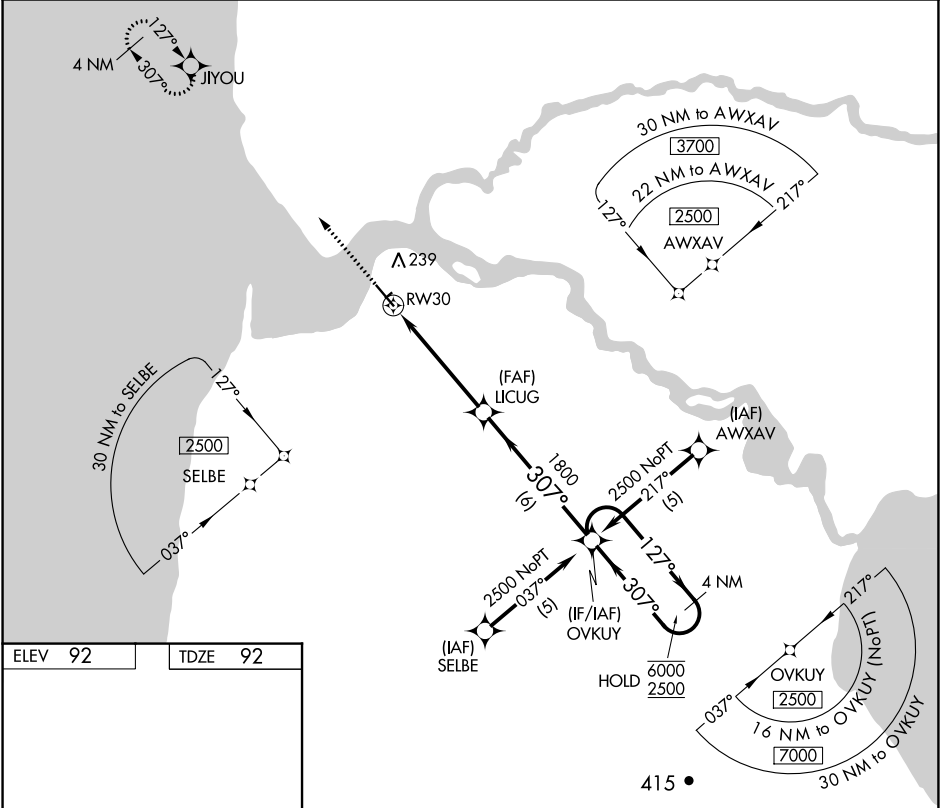 127°
4 NM
307°
JIYOU
30 NM to AWXAV
3700
22 NM to AWXAV
127°
217°
2500
AWXAV
239
RW30
30 NM to SELBE
127°
2500
SELBE
037°
(FAF)
LICUG
(IAF)
AWXAV
1800
307°
(6)
2500 NoPT
217°
(5)
127°
4 NM
307°
2500 NoPT
037°
(5)
(IF/IAF)
OVKUY
(IAF)
SELBE
HOLD
6000
2500
217°
OVKUY
2500
037°
16 NM to OVKUY (NoPT)
7000
30 NM to OVKUY
415
ELEV 92
TDZE 92